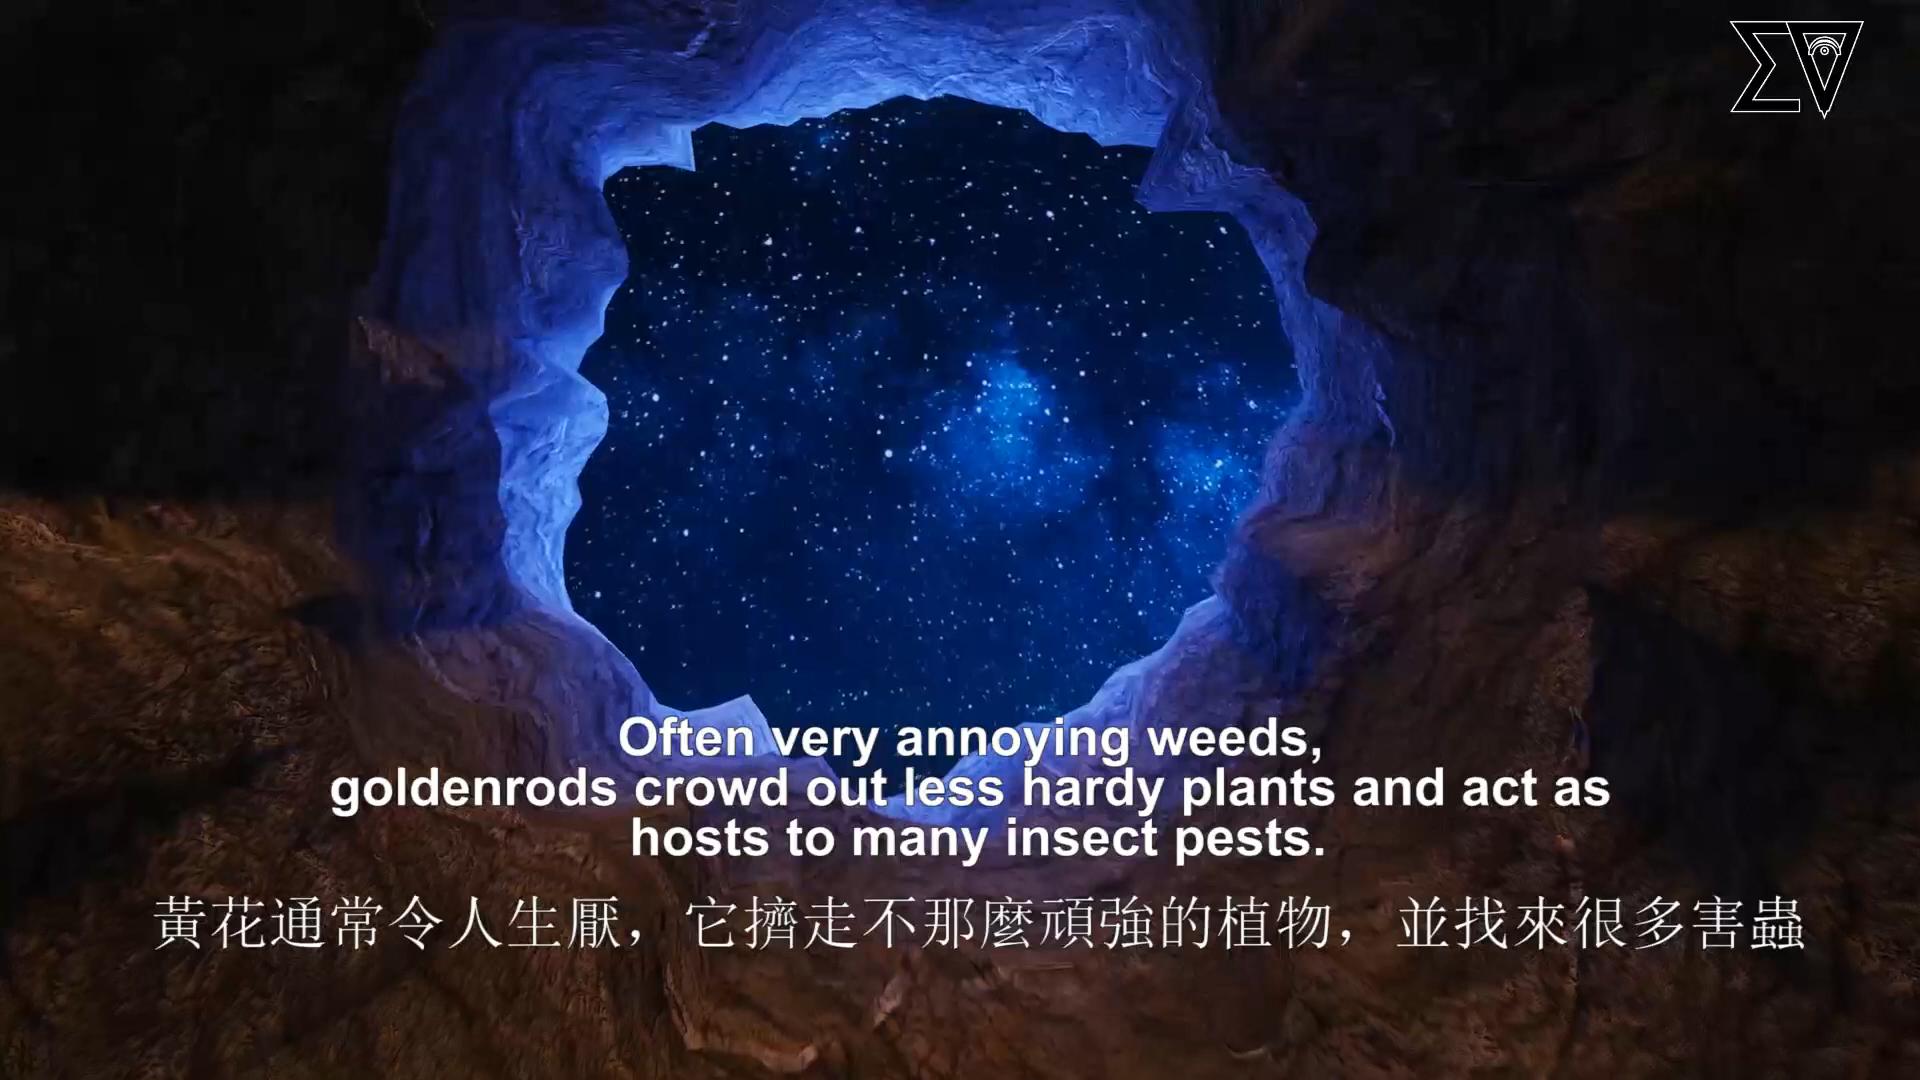 Often very annoying weeds,
goldenrods crowd out less hardy plants and act as
hosts to many insect pests.
黃花通常令人生厭，它擠走不那麼頑強的植物，並找來很多害蟲